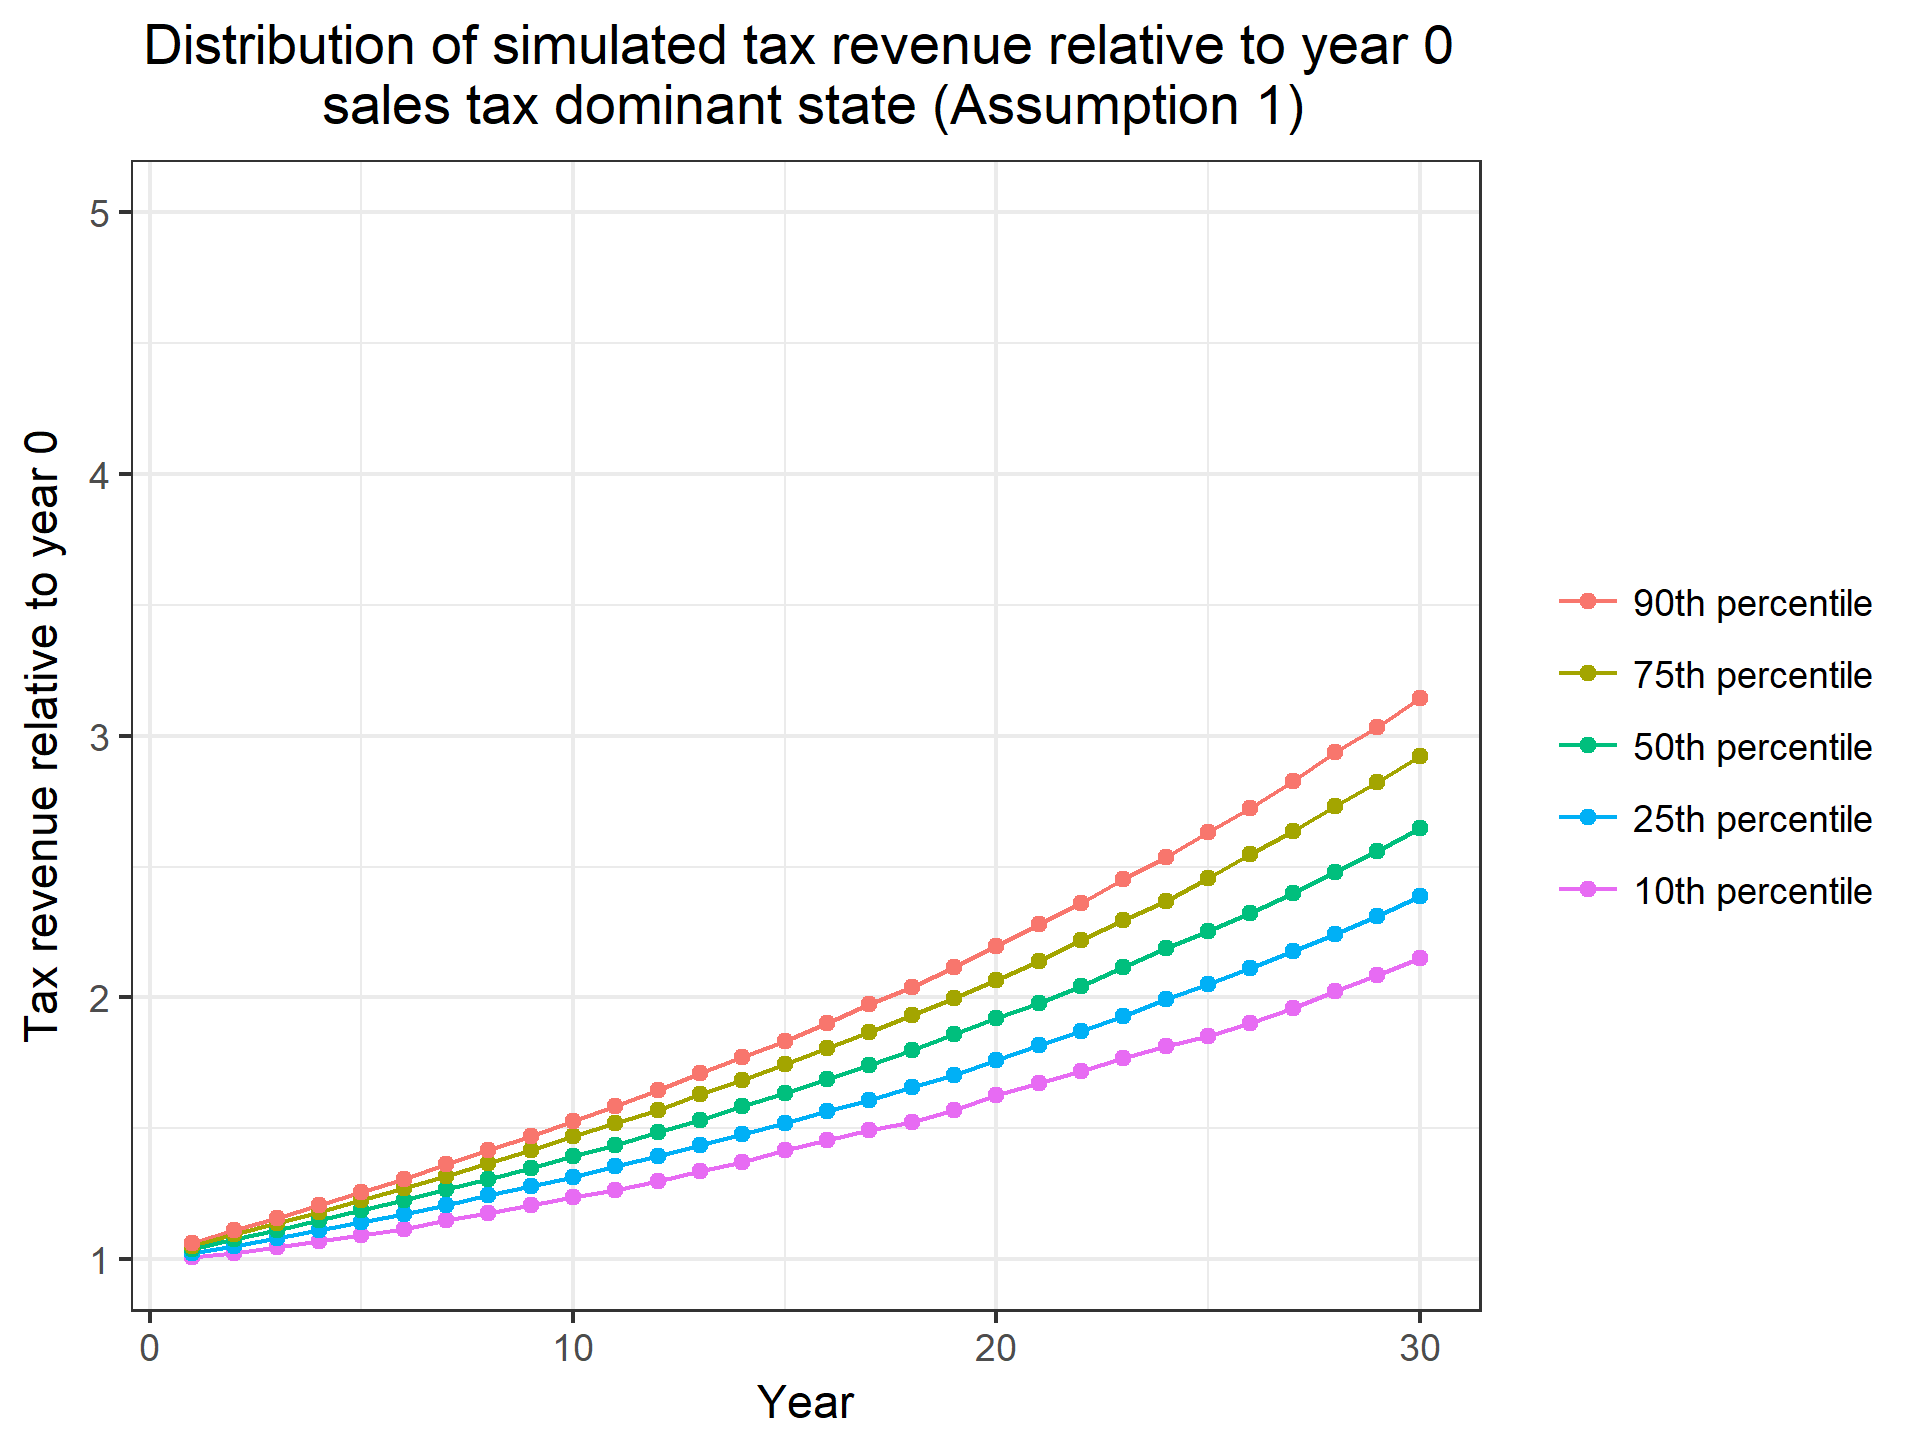 Distribution of simulated tax revenue relative to year 0
sales tax dominant state (Assumption 1)
Tax revenue relative to year 0
5
4
3
2
1
0
10
20
30
Year
90th percentile
75th percentile
50th percentile
25th percentile
10th percentile